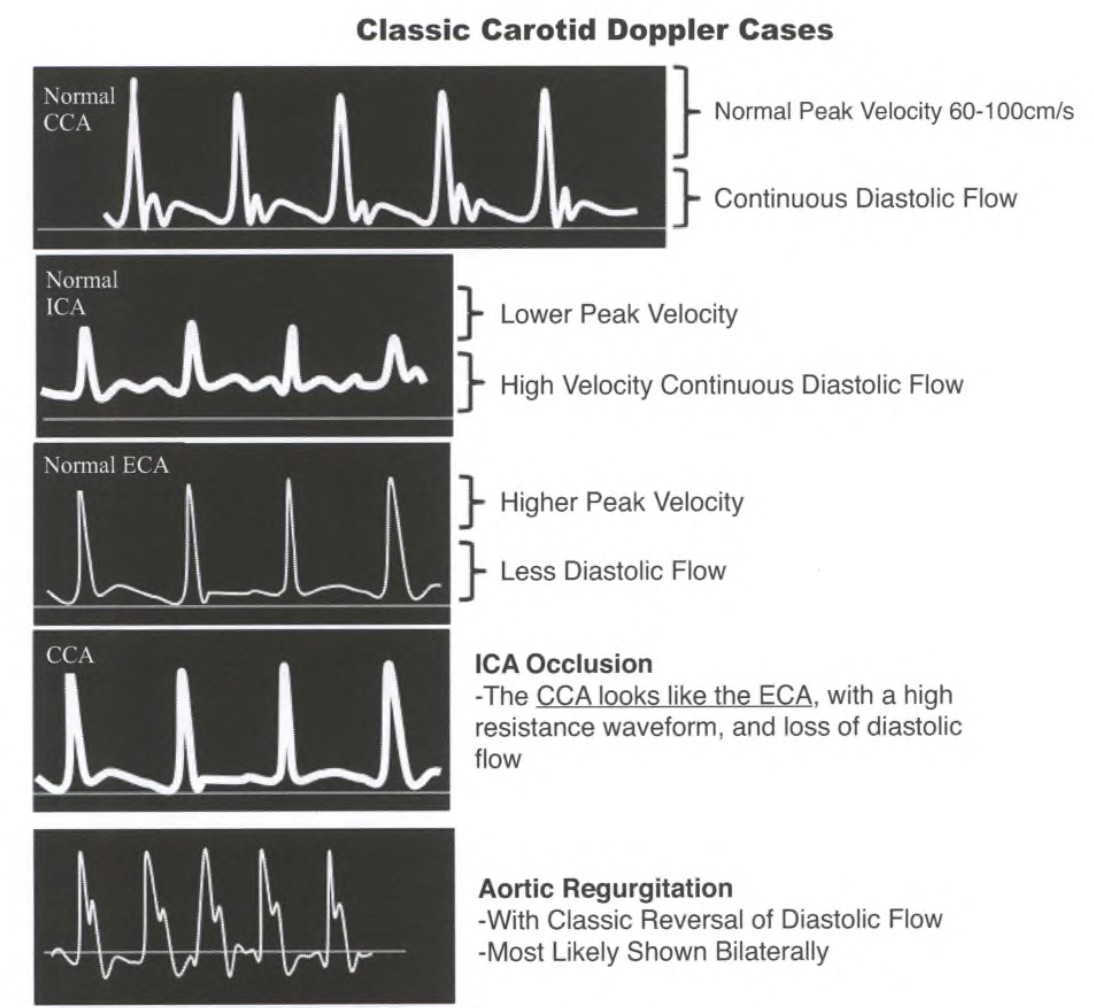 Classic Carotid Doppler Cases
Normal
CCA
Normal Peak Velocity 60-100cm/s
Continuous Diastolic Flow
Normal
ICA
Lower Peak Velocity
High Velocity Continuous Diastolic Flow
Normal ECA
Higher Peak Velocity
Less Diastolic Flow
CCA
ICA Occlusion
-The CCA looks like the ECA, with a high
resistance waveform, and loss of diastolic
flow
Aortic Regurgitation
-With Classic Reversal of Diastolic Flow
-Most Likely Shown Bilaterally